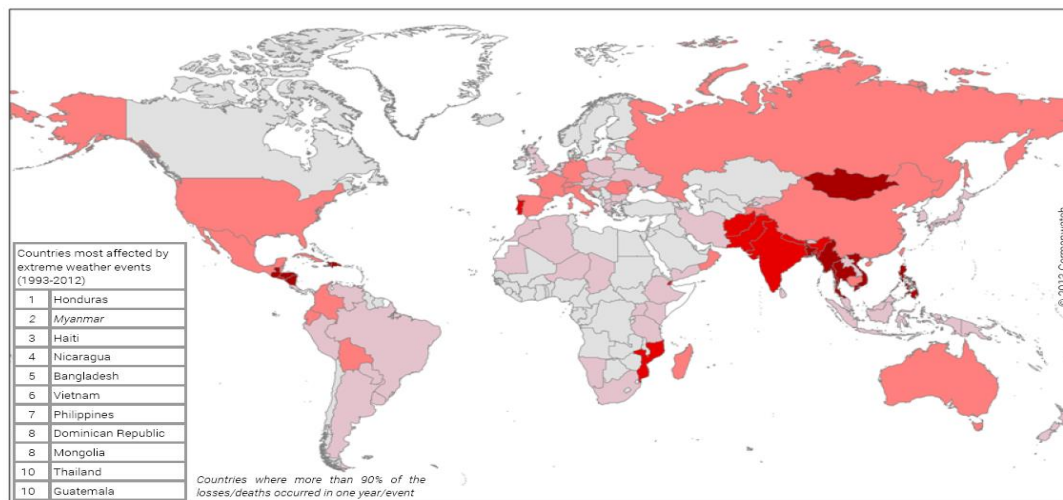 Countries most affected by
extreme weather events
(1993-2012)
1 Honduras
2 Myanmar
3 Haiti
4 Nicaragua
5 Bangladesh
6 Vietnam
7 Philippines
8 Dominican Republic
8 Mongolia
10 Thailand
10 Guatemala
Countries where more than 90% of the
losses/deaths occurred in one year/event
© 2013 Germanwatch